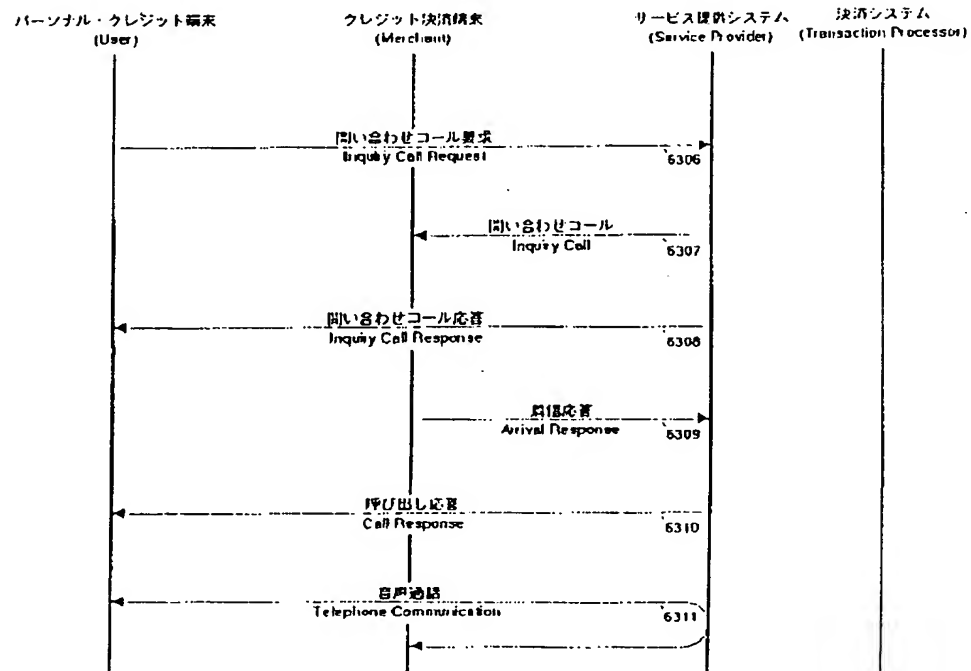 パーソナル・クレジット端末
(User)
クレジット決済端末
(Merchant)
サービス提供システム
(Service Provider)
決済システム
(Transaction Processor)
問い合わせコール要求
Inquiry Call Request
6306
問い合わせコール
Inquiry Call
6307
問い合わせコール応答
Inquiry Call Response
6308
着信応答
Arrival Response
6309
呼び出し応答
Call Response
6310
音声通話
Telephone Communication
6311